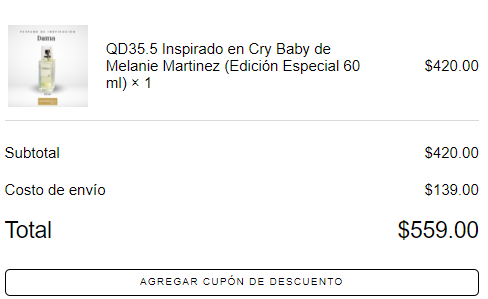 PERFUME DE INSPIRACIÓN
Dama
QD35.5 Inspirado en Cry Baby de
Melanie Martinez (Edición Especial 60
ml) × 1
$420.00
Subtotal
$420.00
Costo de envío
$139.00
Total
$559.00
AGREGAR CUPÓN DE DESCUENTO